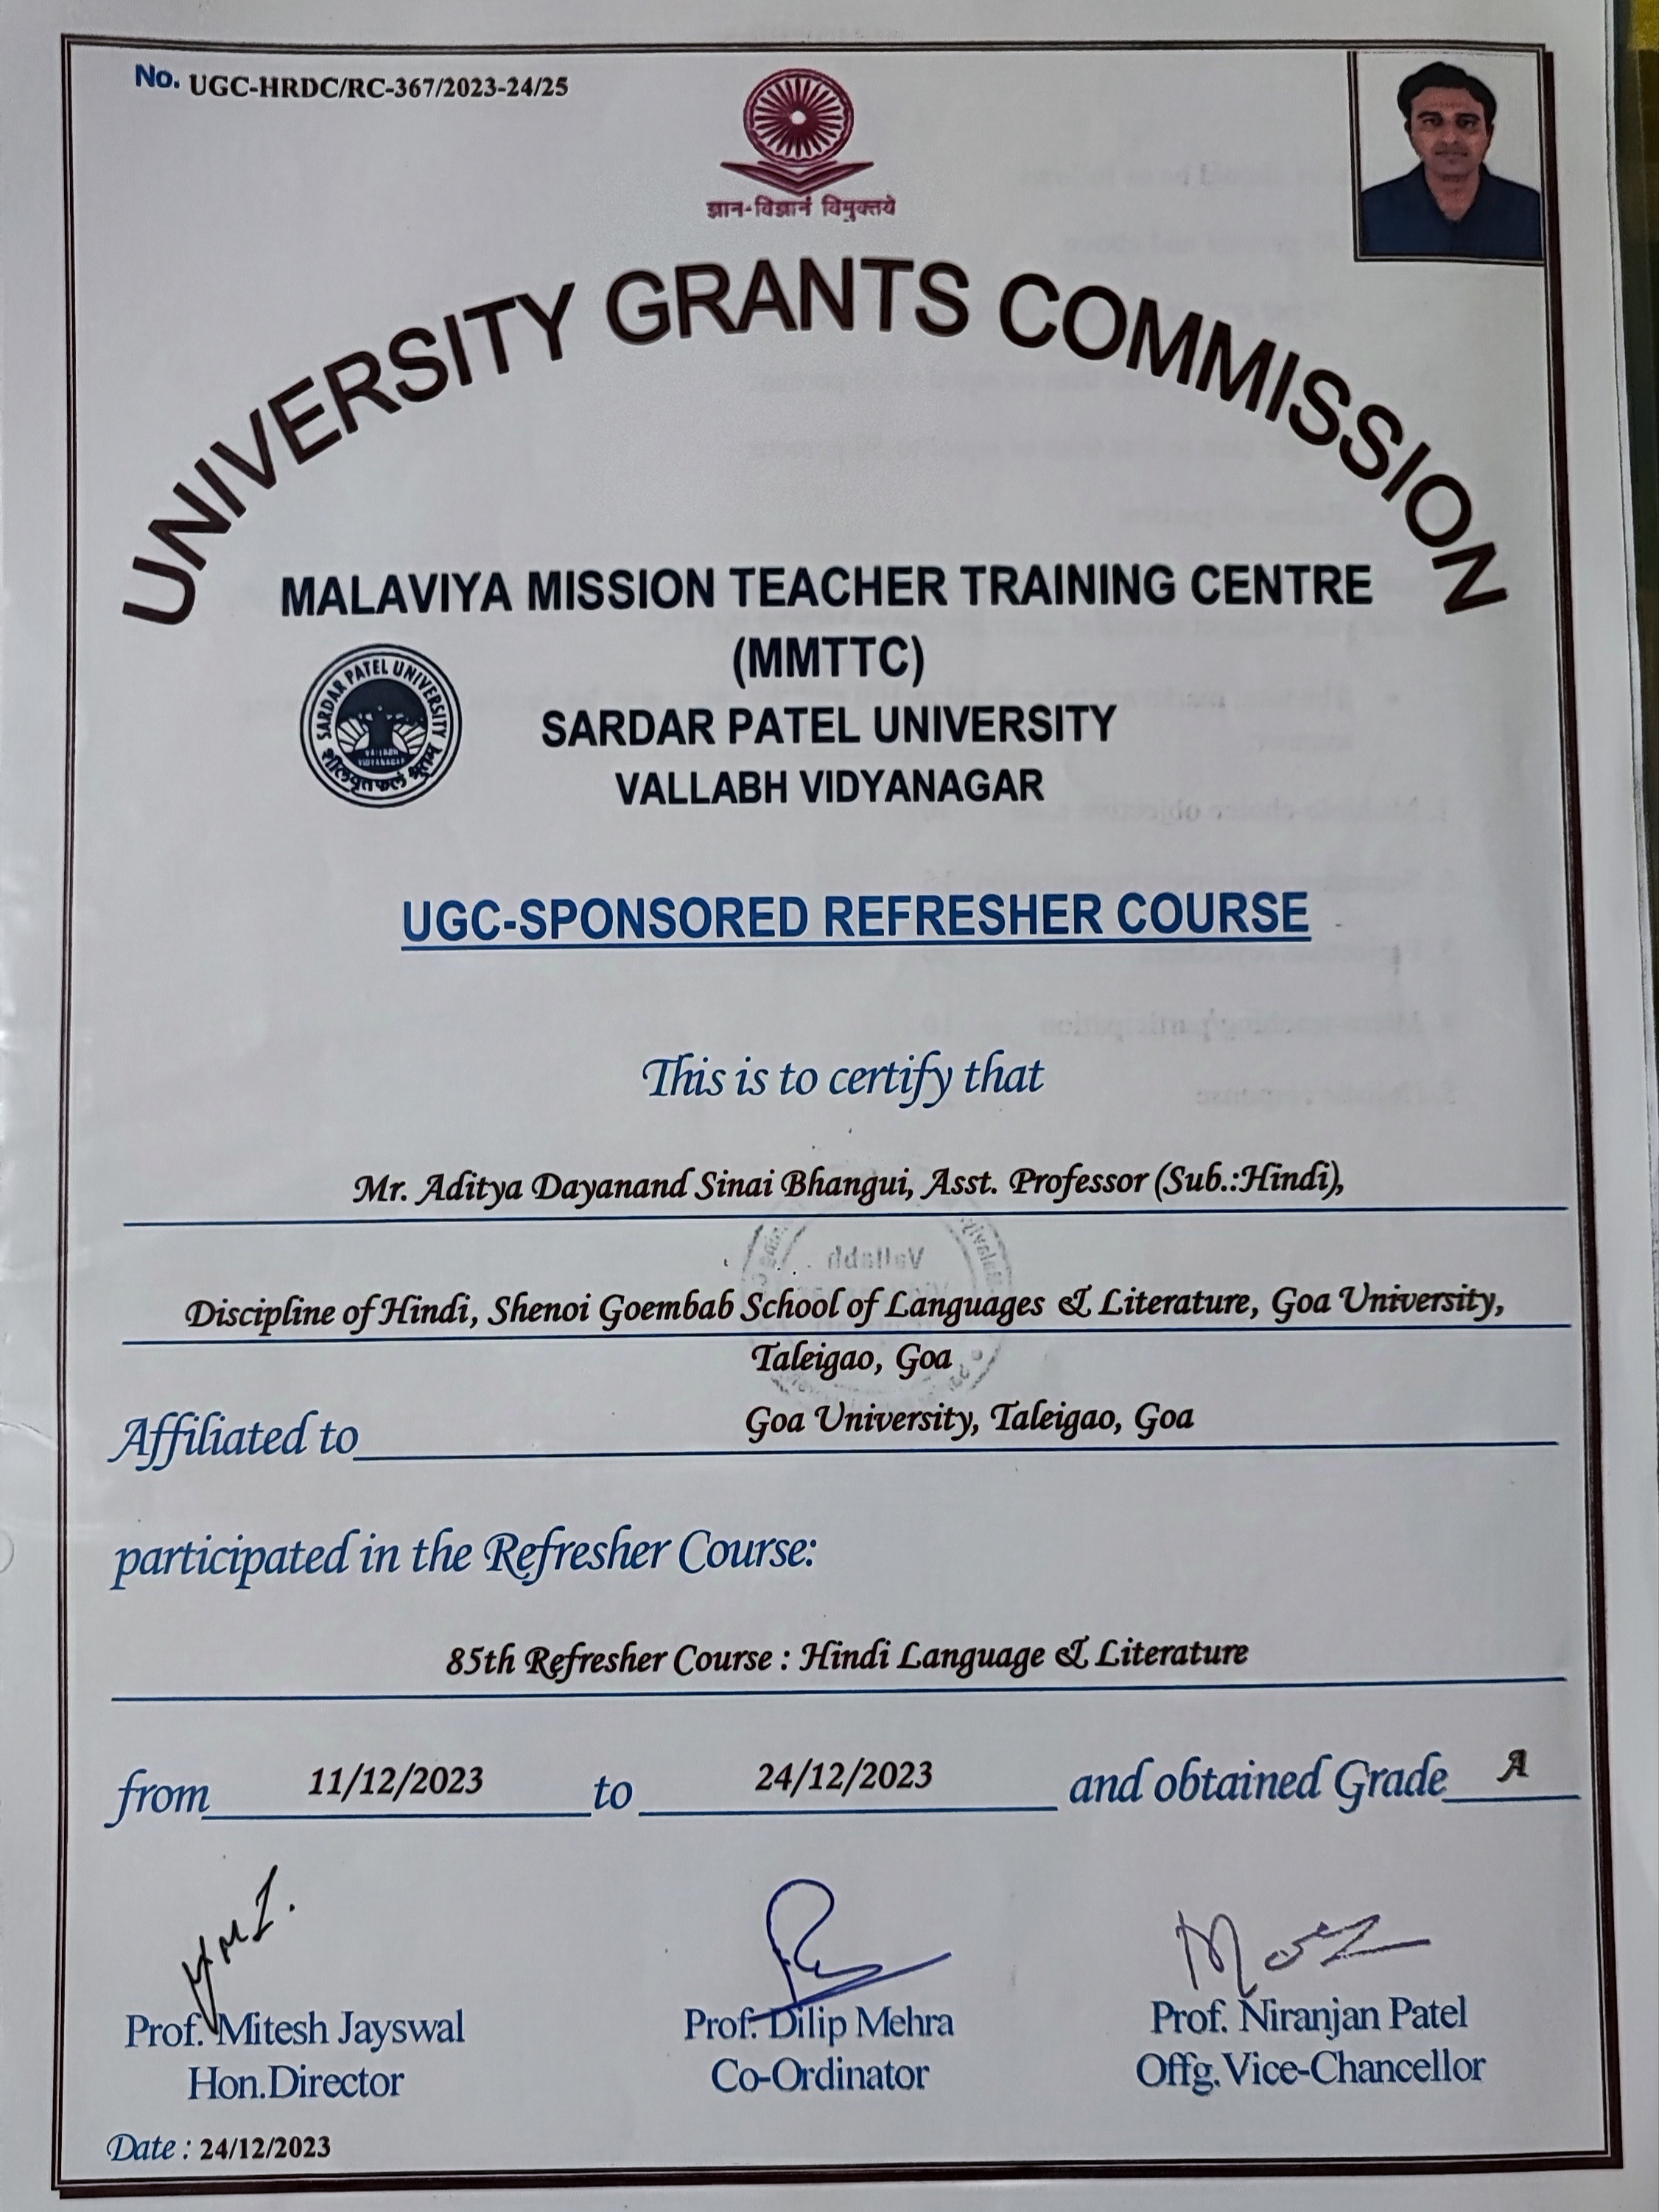 No. UGC-HRDC/RC-367/2023-24/25
ज्ञान-विज्ञानं विमुक्तये
UNIVERSITY GRANTS COMMISSION
MALAVIYA MISSION TEACHER TRAINING CENTRE
(MMTTC)
SARDAR PATEL UNIVERSITY
VALLABH VIDYANAGAR
SARDAR PATEL UNIVERSITY
VALLABH
VIDYANAGAR
शीलवृत्तफलं श्रुतम्
UGC-SPONSORED REFRESHER COURSE
This is to certify that
Mr. Aditya Dayanand Sinai Bhangui, Asst. Professor (Sub.:Hindi),
Discipline of Hindi, Shenoi Goembab School of Languages & Literature, Goa University,
Taleigao, Goa
Affiliated to Goa University, Taleigao, Goa
participated in the Refresher Course:
85th Refresher Course : Hindi Language & Literature
from 11/12/2023 to 24/12/2023 and obtained Grade A
Prof. Mitesh Jayswal
Hon.Director
Prof. Dilip Mehra
Co-Ordinator
Prof. Niranjan Patel
Offg.Vice-Chancellor
Date : 24/12/2023